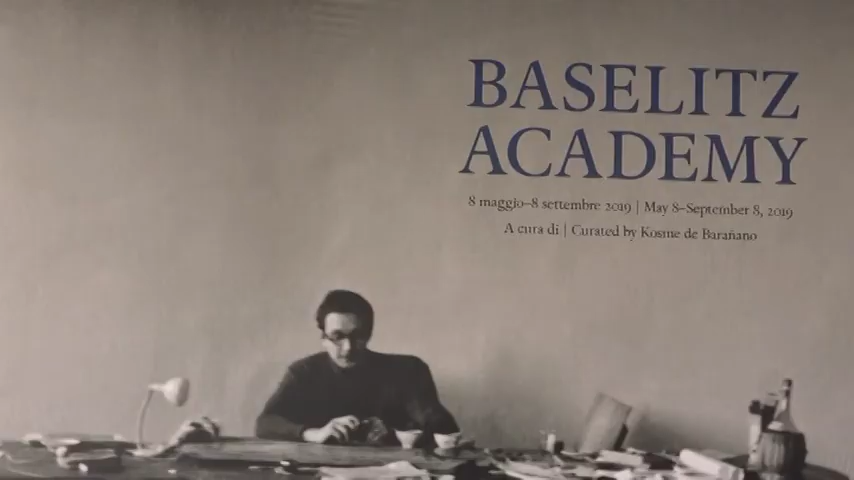 BASELITZ
ACADEMY
8 maggio–8 settembre 2019 | May 8–September 8, 2019
A cura di | Curated by Kosme de Barañano